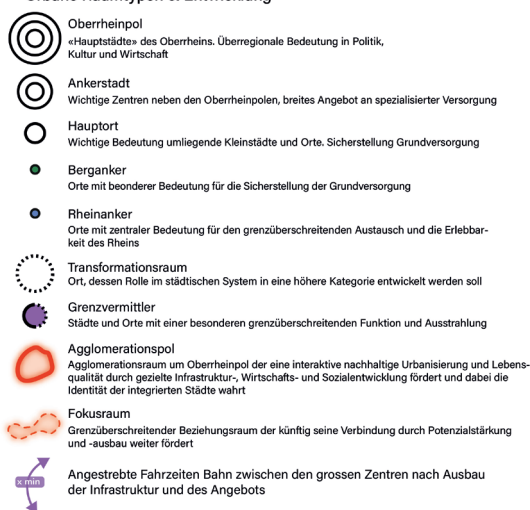 Urbane Raumtypen & Entwicklung
Oberrheinpol
«Hauptstädte» des Oberrheins. Überregionale Bedeutung in Politik,
Kultur und Wirtschaft
Ankerstadt
Wichtige Zentren neben den Oberrheinpolen, breites Angebot an spezialisierter Versorgung
Hauptort
Wichtige Bedeutung umliegende Kleinstädte und Orte. Sicherstellung Grundversorgung
Berganker
Orte mit beonderer Bedeutung für die Sicherstellung der Grundversorgung
Rheinanker
Orte mit zentraler Bedeutung für den grenzüberschreitenden Austausch und die Erlebbar-
keit des Rheins
Transformationsraum
Ort, dessen Rolle im städtischen System in eine höhere Kategorie entwickelt werden soll
Grenzvermittler
Städte und Orte mit einer besonderen grenzüberschreitenden Funktion und Ausstrahlung
Agglomerationspol
Agglomerationsraum um Oberrheinpol der eine interaktive nachhaltige Urbanisierung und Lebens-
qualität durch gezielte Infrastruktur-, Wirtschafts- und Sozialentwicklung fördert und dabei die
Identität der integrierten Städte wahrt
Fokusraum
Grenzüberschreitender Beziehungsraum der künftig seine Verbindung durch Potenzialstärkung
und -ausbau weiter fördert
x min
Angestrebte Fahrzeiten Bahn zwischen den grossen Zentren nach Ausbau
der Infrastruktur und des Angebots